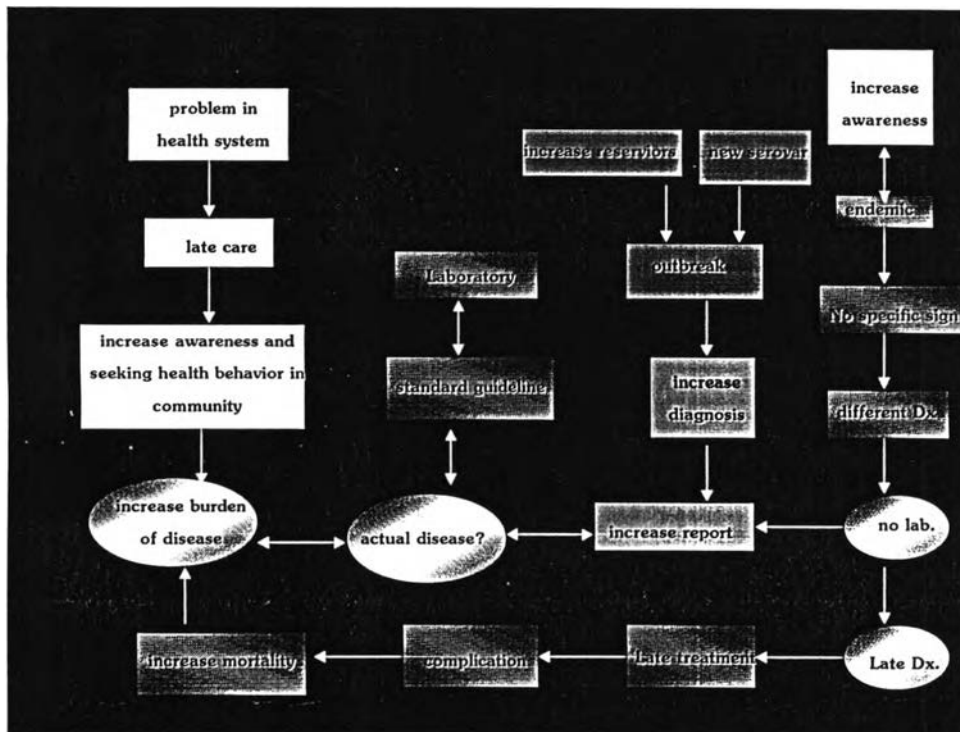 problem in
health system
late care
increase awareness and
seeking health behavior in
community
increase burden
of disease
Laboratory
standard guideline
actual disease?
increase reserviors
new serovar
outbreak
increase
diagnosis
increase report
increase
awareness
endemic
No specific sign
different Dx.
no lab.
Late Dx.
Late treatment
complication
increase mortality